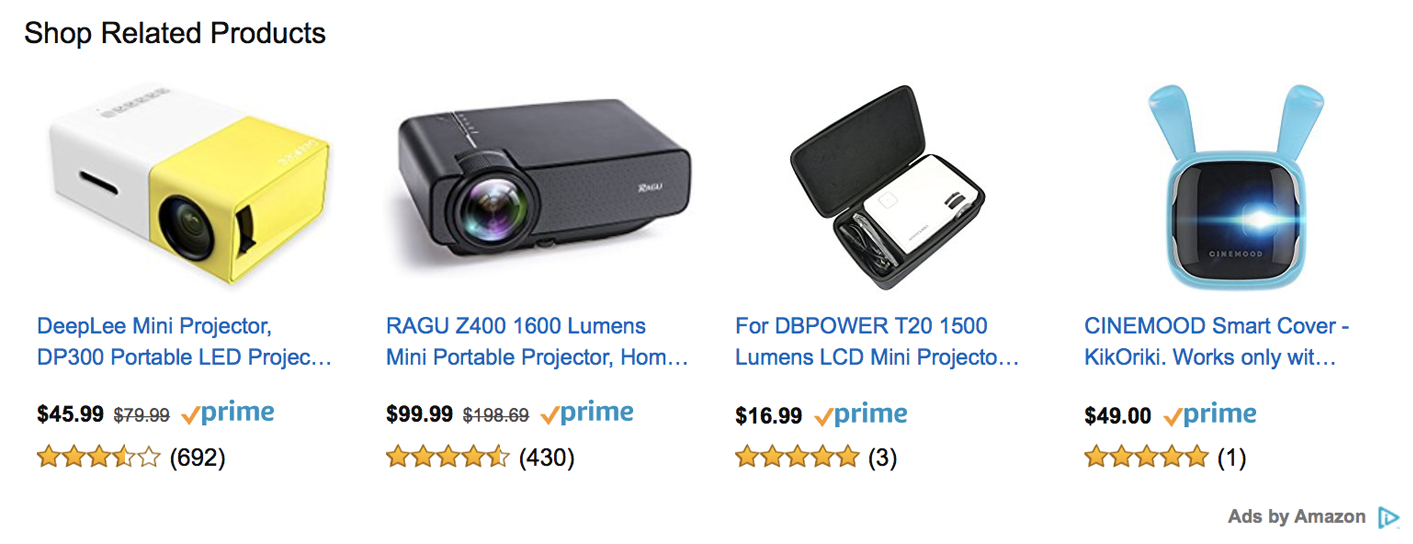 Shop Related Products
RAGU
CINEMOOD
DeepLee Mini Projector,
DP300 Portable LED Projec…
RAGU Z400 1600 Lumens
Mini Portable Projector, Hom…
For DBPOWER T20 1500
Lumens LCD Mini Projecto…
CINEMOOD Smart Cover -
KikOriki. Works only wit…
$45.99 $79.99 prime
$99.99 $198.69 prime
$16.99 prime
$49.00 prime
(692)
(430)
(3)
(1)
Ads by Amazon